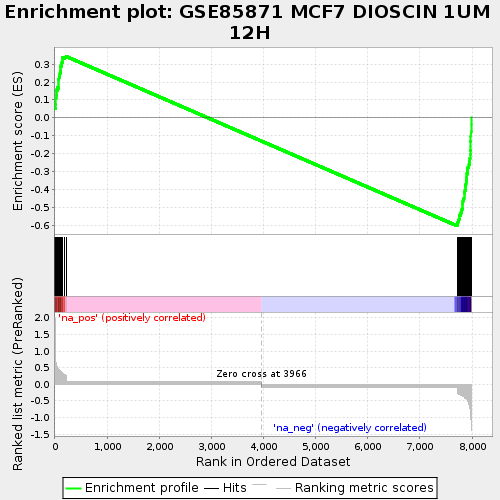 Enrichment plot: GSE85871 MCF7 DIOSCIN 1UM
12H
Enrichment score (ES)
0.3
0.2
0.1
0.0
-0.1
-0.2
-0.3
-0.4
-0.5
-0.6
'na_pos' (positively correlated)
Ranked list metric (PreRanked)
2.0
1.5
1.0
0.5
0.0
-0.5
-1.0
-1.5
Zero cross at 3966
'na_neg' (negatively correlated)
0 1,000 2,000 3,000 4,000 5,000 6,000 7,000 8,000
Rank in Ordered Dataset
Enrichment profile Hits Ranking metric scores